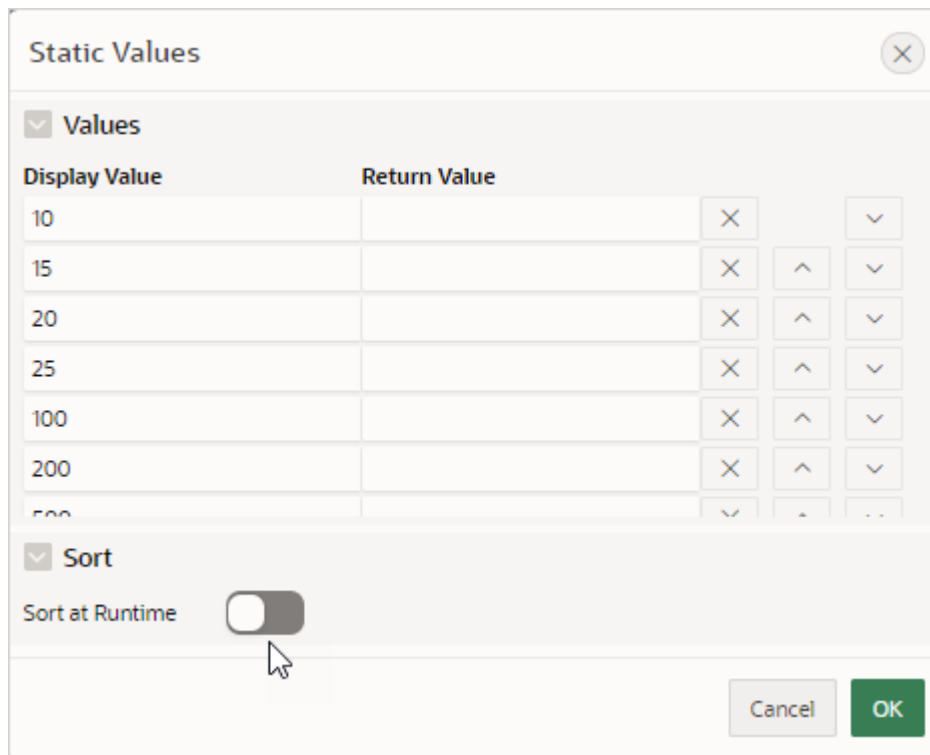 Static Values
Values
Display Value Return Value
10
15
20
25
100
200
500
Sort
Sort at Runtime
Cancel OK